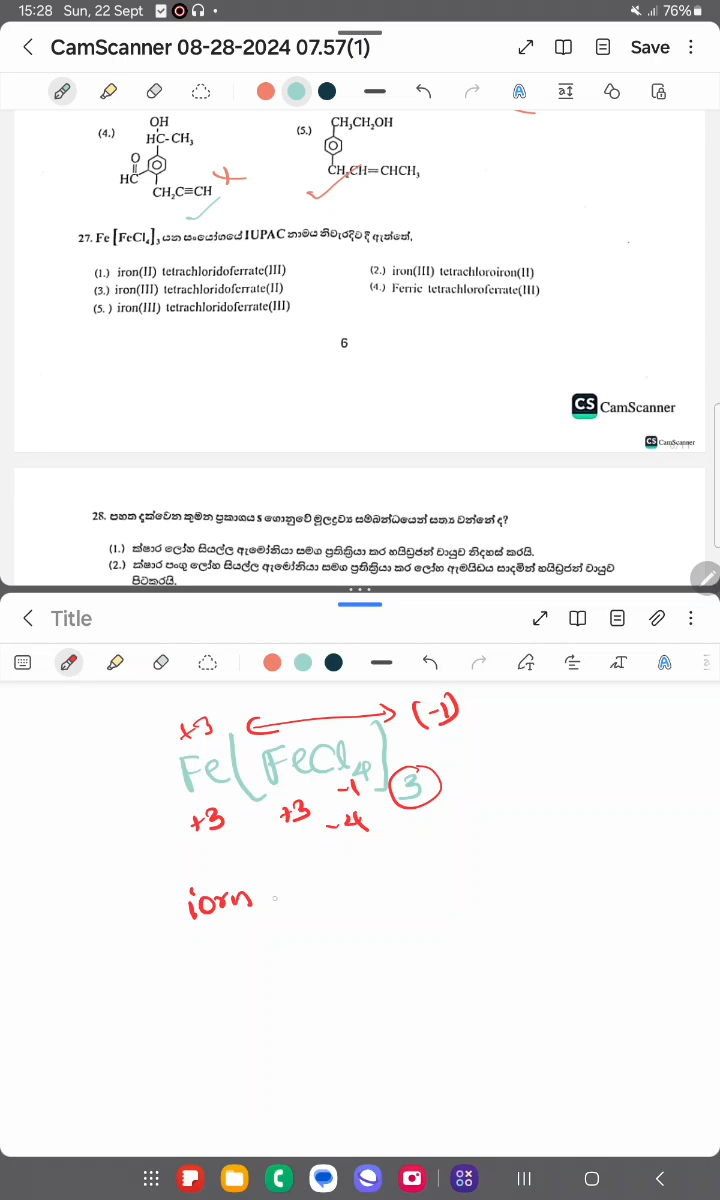 15:28 Sun, 22 Sept 76%
CamScanner 08-28-2024 07.57(1) Save
(4.) OH
HC-CH₃
O
HC
CH₂C≡CH
(5.) CH₂CH₂OH
CH₂CH=CHCH₃
27. Fe [FeCl₄]₃ යන සංයෝගයේ IUPAC නාමය නිවැරදිව දී ඇත්තේ,
(1.) iron(II) tetrachloridoferrate(III) (2.) iron(III) tetrachloroiron(II)
(3.) iron(III) tetrachloridoferrate(II) (4.) Ferric tetrachloroferrate(III)
(5. ) iron(III) tetrachloridoferrate(III)
6
CS CamScanner
CS CamScanner
28. පහත දක්වෙන කුමන ප්‍රකාශය s ගොනුවේ මූලද්‍රව්‍ය සම්බන්ධයෙන් සත්‍ය වන්නේ ද?
(1.) ක්ෂාර ලෝහ සියල්ල ඇමෝනියා සමග ප්‍රතික්‍රියා කර හයිඩ්‍රජන් වායුව නිදහස් කරයි.
(2.) ක්ෂාර පාංශු ලෝහ සියල්ල ඇමෝනියා සමග ප්‍රතික්‍රියා කර ලෝහ ඇමයිඩය සාදමින් හයිඩ්‍රජන් වායුව
පිටකරයි.
Title
+3 (-1)
Fe[FeCl₄]₃
-1
+3 +3 -4
iorn